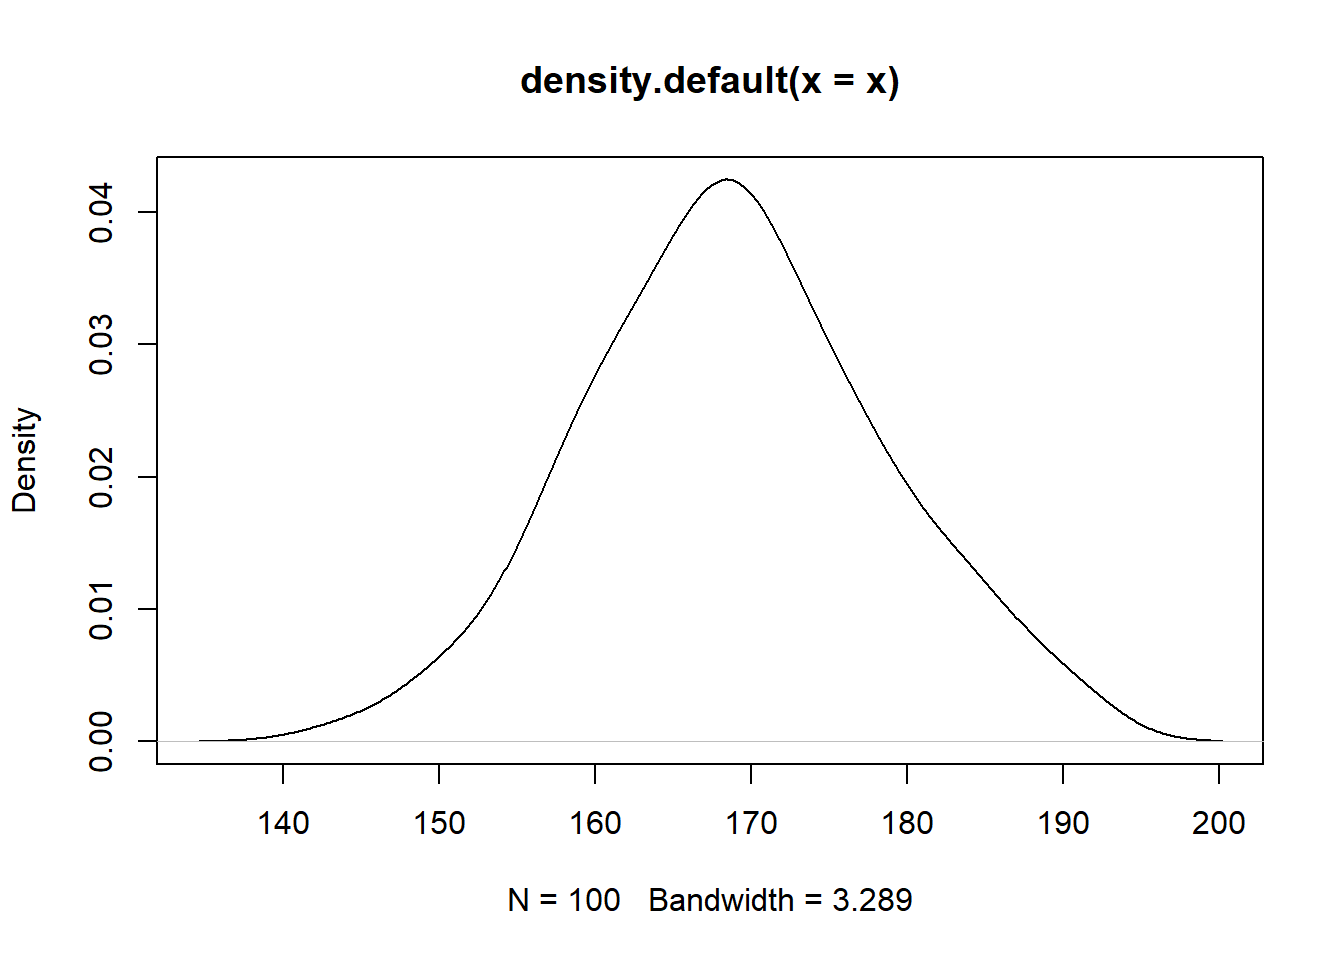 density.default(x = x)
Density
0.04
0.03
0.02
0.01
0.00
140 150 160 170 180 190 200
N = 100 Bandwidth = 3.289